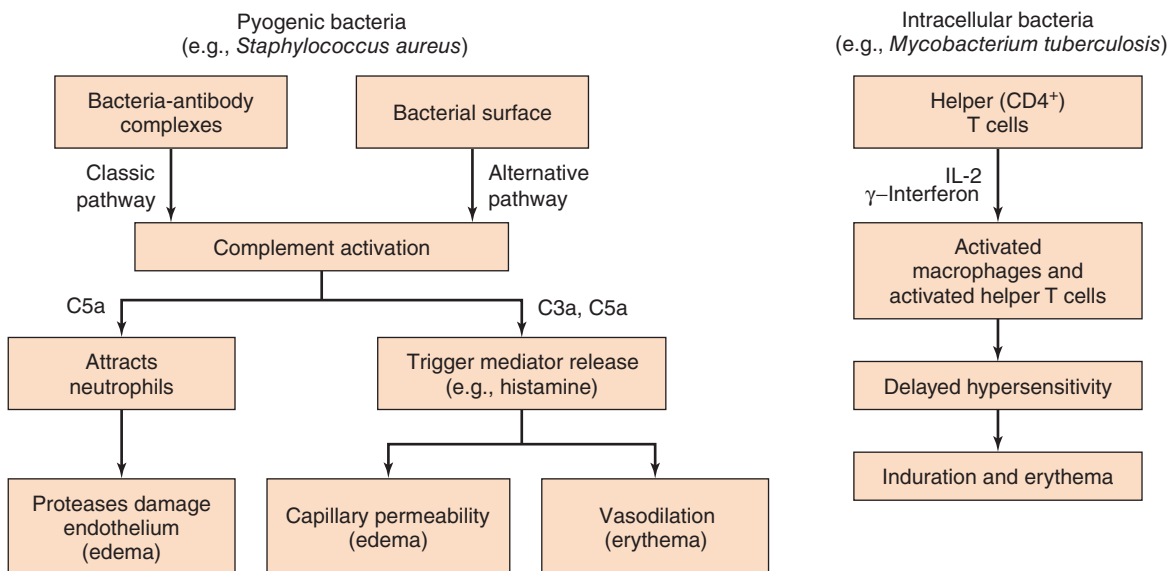 Pyogenic bacteria
(e.g., Staphylococcus aureus)
Bacteria-antibody
complexes
Bacterial surface
Classic
pathway
Alternative
pathway
Complement activation
C5a
C3a, C5a
Attracts
neutrophils
Trigger mediator release
(e.g., histamine)
Proteases damage
endothelium
(edema)
Capillary permeability
(edema)
Vasodilation
(erythema)
Intracellular bacteria
(e.g., Mycobacterium tuberculosis)
Helper (CD4⁺)
T cells
IL-2
γ–Interferon
Activated
macrophages and
activated helper T cells
Delayed hypersensitivity
Induration and erythema